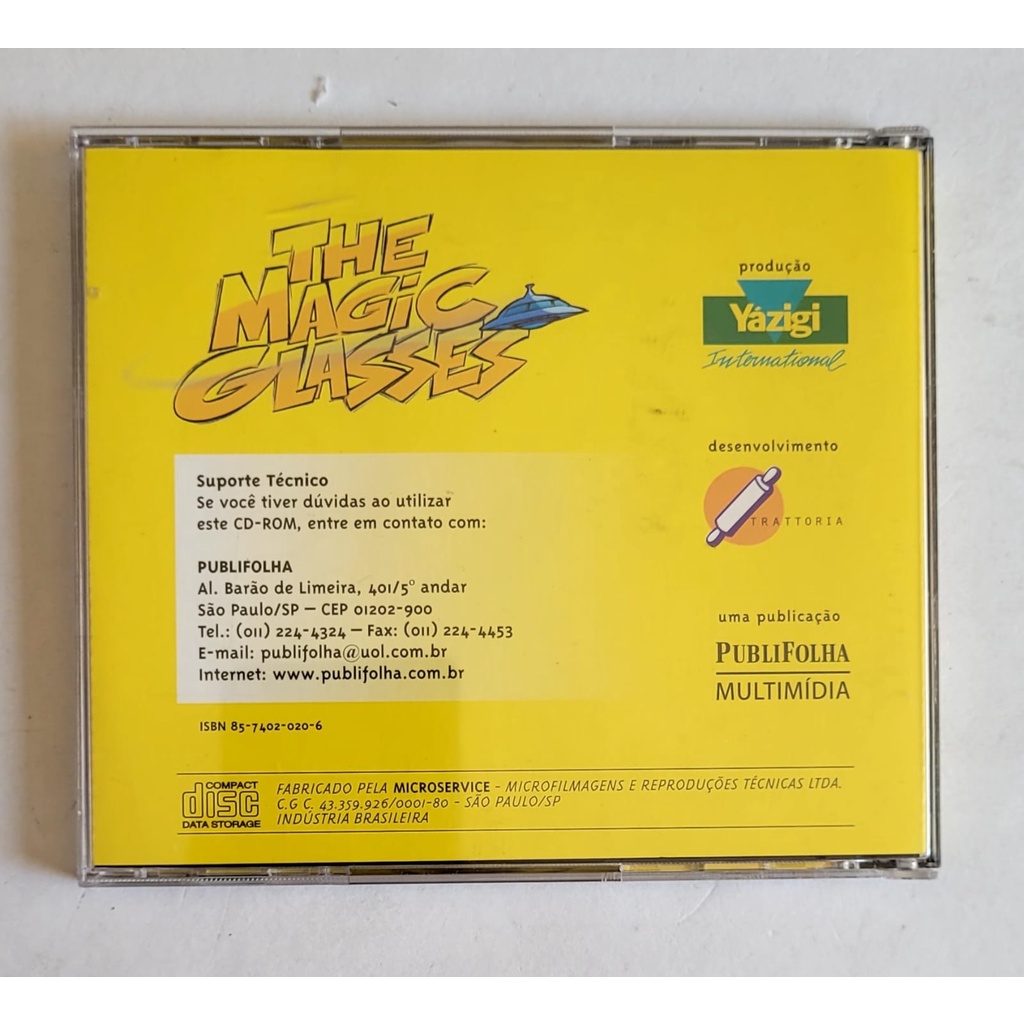 THE
MAGiC
GLASSES
produção
Yázigi
International
desenvolvimento
TRATTORIA
Suporte Técnico
Se você tiver dúvidas ao utilizar
este CD-ROM, entre em contato com:
PUBLIFOLHA
Al. Barão de Limeira, 401/5º andar
São Paulo/SP – CEP 01202-900
Tel.: (011) 224-4324 – Fax: (011) 224-4453
E-mail: publifolha@uol.com.br
Internet: www.publifolha.com.br
uma publicação
PUBLIFOLHA
MULTIMÍDIA
ISBN 85-7402-020-6
COMPACT
disc
DATA STORAGE
FABRICADO PELA MICROSERVICE - MICROFILMAGENS E REPRODUÇÕES TÉCNICAS LTDA.
C.G C. 43.359.926/0001-80 - SÃO PAULO/SP
INDÚSTRIA BRASILEIRA